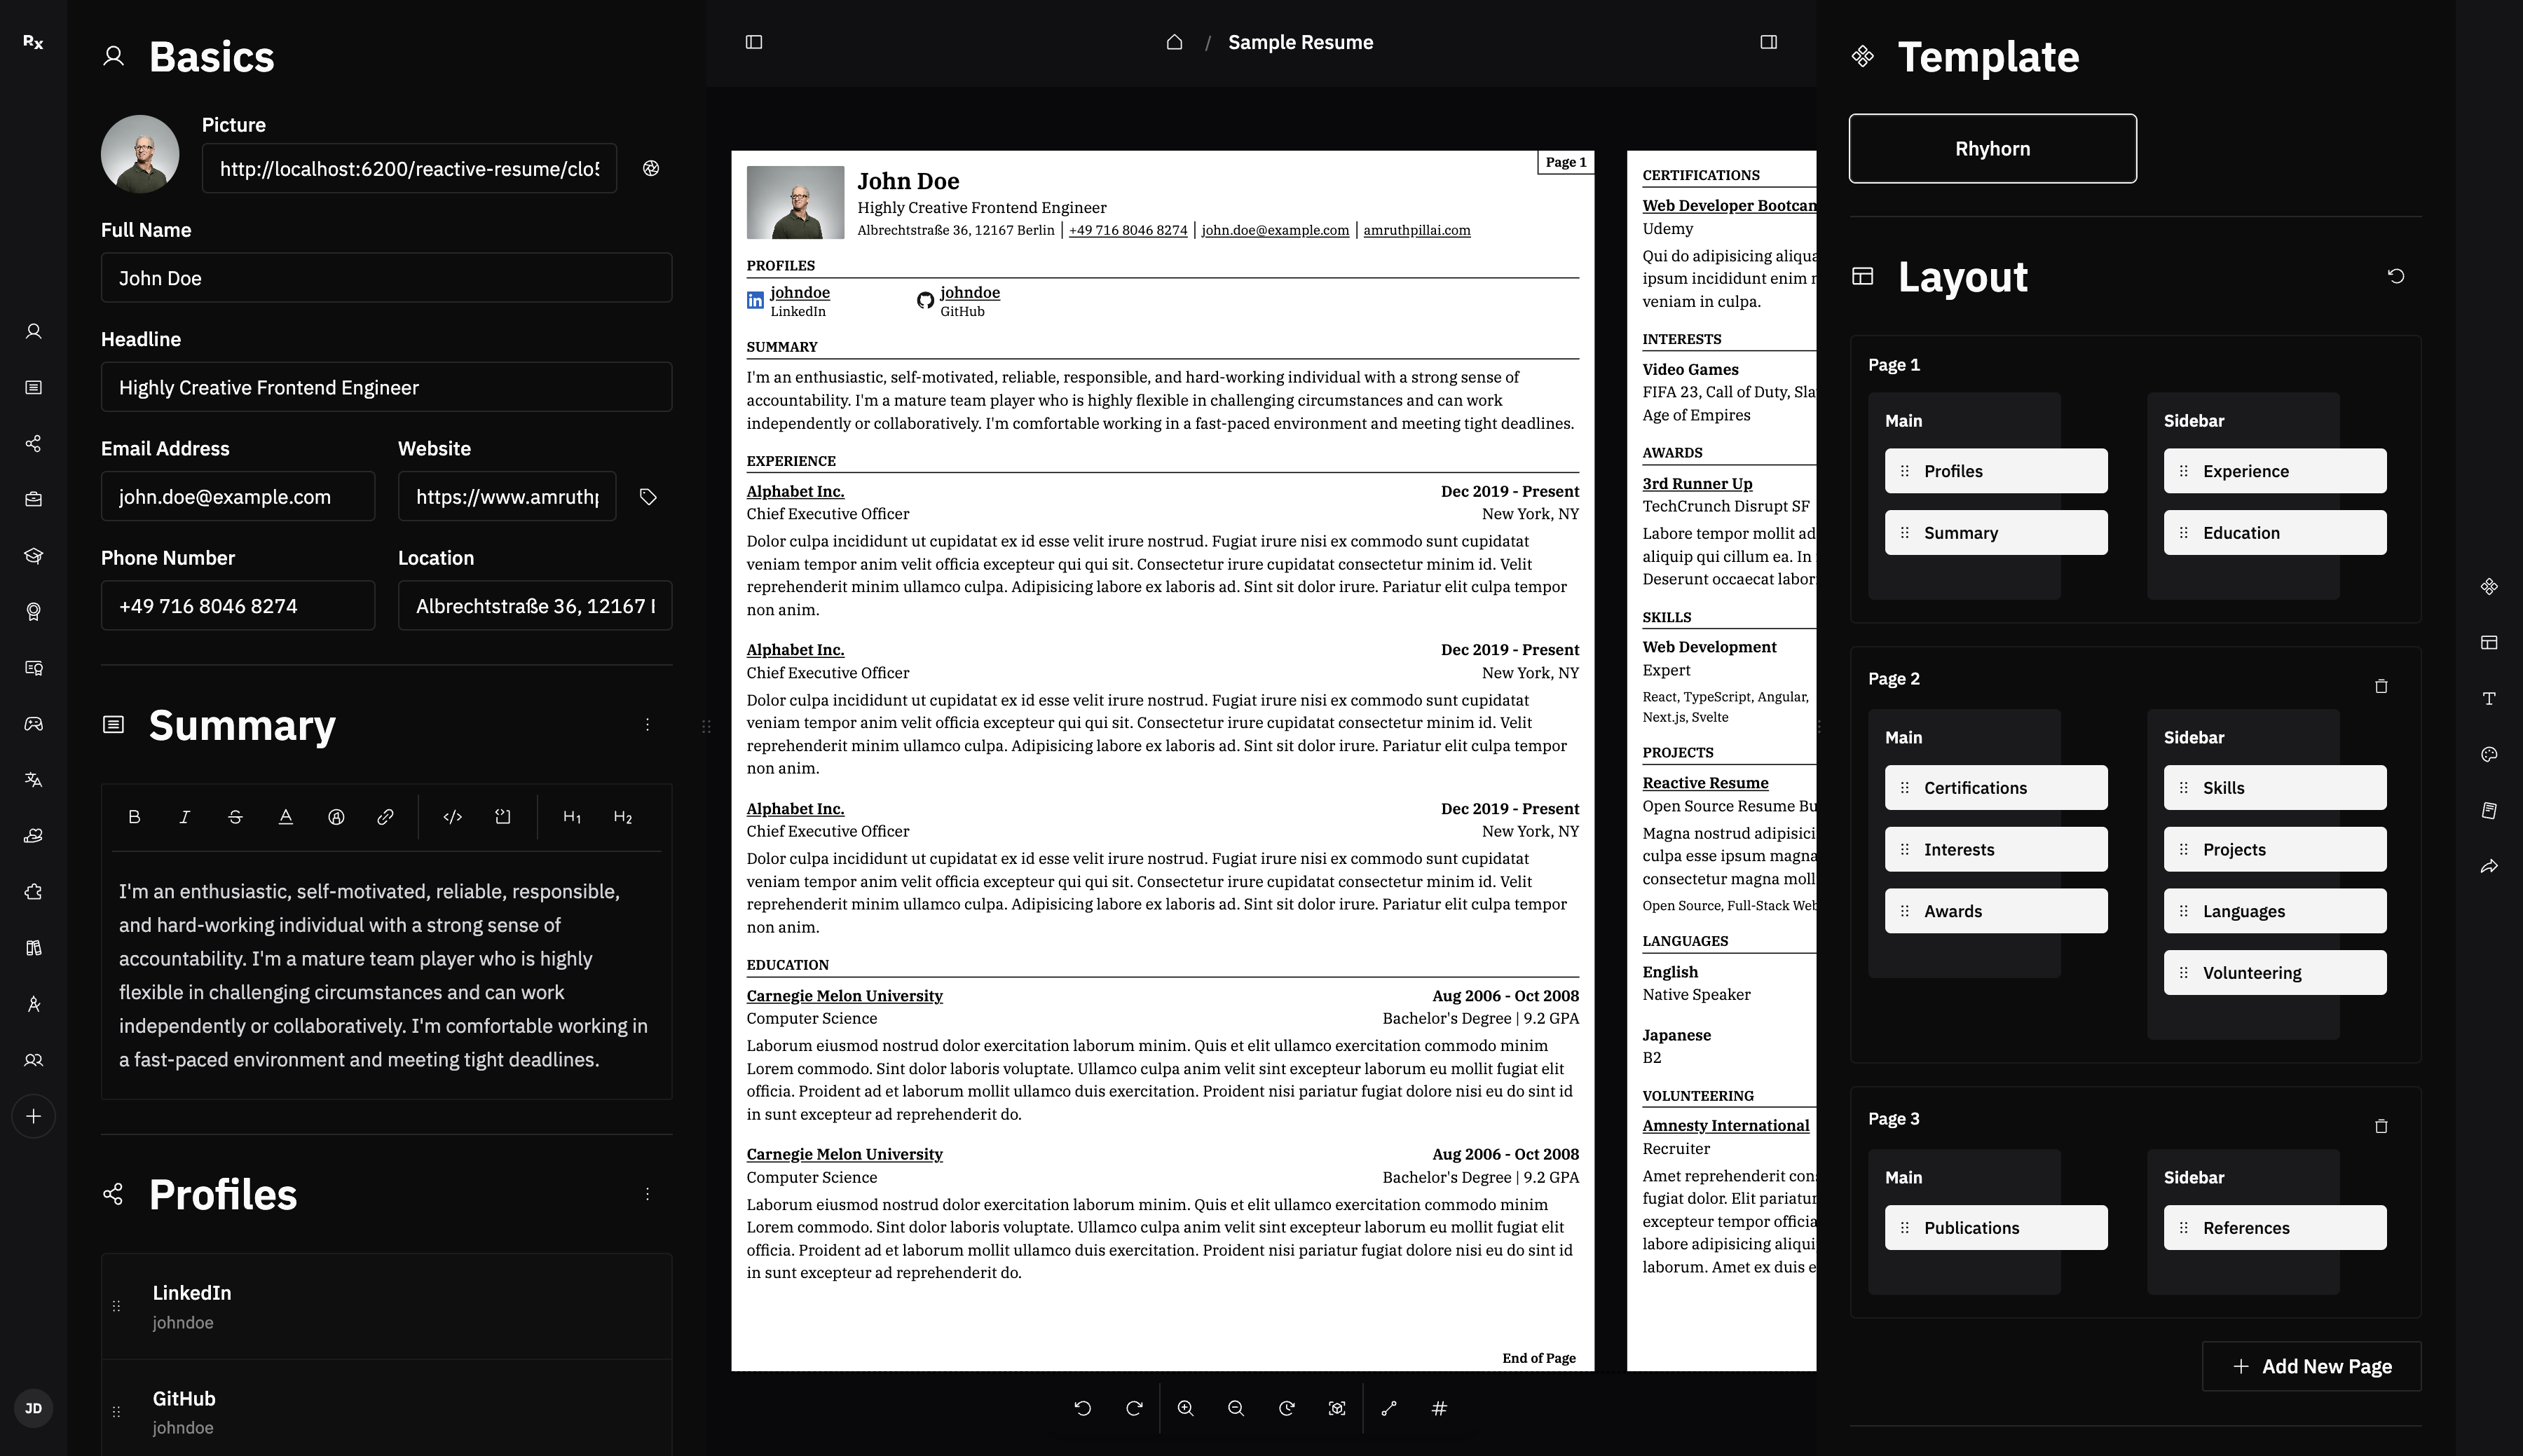 Rx
Basics
Picture
http://localhost:6200/reactive-resume/clo5
Full Name
John Doe
Headline
Highly Creative Frontend Engineer
Email Address
Website
john.doe@example.com
https://www.amruthp
Phone Number
Location
+49 716 8046 8274
Albrechtstraße 36, 12167 B
Summary
B I S A </> H1 H2
I'm an enthusiastic, self-motivated, reliable, responsible,
and hard-working individual with a strong sense of
accountability. I'm a mature team player who is highly
flexible in challenging circumstances and can work
independently or collaboratively. I'm comfortable working in
a fast-paced environment and meeting tight deadlines.
Profiles
LinkedIn
johndoe
GitHub
johndoe
JD
/ Sample Resume
Page 1
John Doe
Highly Creative Frontend Engineer
Albrechtstraße 36, 12167 Berlin | +49 716 8046 8274 | john.doe@example.com | amruthpillai.com
PROFILES
in johndoe
LinkedIn
johndoe
GitHub
SUMMARY
I'm an enthusiastic, self-motivated, reliable, responsible, and hard-working individual with a strong sense of
accountability. I'm a mature team player who is highly flexible in challenging circumstances and can work
independently or collaboratively. I'm comfortable working in a fast-paced environment and meeting tight deadlines.
EXPERIENCE
Alphabet Inc. Dec 2019 - Present
Chief Executive Officer New York, NY
Dolor culpa incididunt ut cupidatat ex id esse velit irure nostrud. Fugiat irure nisi ex commodo sunt cupidatat
veniam tempor anim velit officia excepteur qui qui sit. Consectetur irure cupidatat consectetur minim id. Velit
reprehenderit minim ullamco culpa. Adipisicing labore ex laboris ad. Sint sit dolor irure. Pariatur elit culpa tempor
non anim.
Alphabet Inc. Dec 2019 - Present
Chief Executive Officer New York, NY
Dolor culpa incididunt ut cupidatat ex id esse velit irure nostrud. Fugiat irure nisi ex commodo sunt cupidatat
veniam tempor anim velit officia excepteur qui qui sit. Consectetur irure cupidatat consectetur minim id. Velit
reprehenderit minim ullamco culpa. Adipisicing labore ex laboris ad. Sint sit dolor irure. Pariatur elit culpa tempor
non anim.
Alphabet Inc. Dec 2019 - Present
Chief Executive Officer New York, NY
Dolor culpa incididunt ut cupidatat ex id esse velit irure nostrud. Fugiat irure nisi ex commodo sunt cupidatat
veniam tempor anim velit officia excepteur qui qui sit. Consectetur irure cupidatat consectetur minim id. Velit
reprehenderit minim ullamco culpa. Adipisicing labore ex laboris ad. Sint sit dolor irure. Pariatur elit culpa tempor
non anim.
EDUCATION
Carnegie Melon University Aug 2006 - Oct 2008
Computer Science Bachelor's Degree | 9.2 GPA
Laborum eiusmod nostrud dolor exercitation laborum minim. Quis et elit ullamco exercitation commodo minim
Lorem commodo. Sint dolor laboris voluptate. Ullamco culpa anim velit sint excepteur laborum eu mollit fugiat elit
officia. Proident ad et laborum mollit ullamco duis exercitation. Proident nisi pariatur fugiat dolore nisi eu do sint id
in sunt excepteur ad reprehenderit do.
Carnegie Melon University Aug 2006 - Oct 2008
Computer Science Bachelor's Degree | 9.2 GPA
Laborum eiusmod nostrud dolor exercitation laborum minim. Quis et elit ullamco exercitation commodo minim
Lorem commodo. Sint dolor laboris voluptate. Ullamco culpa anim velit sint excepteur laborum eu mollit fugiat elit
officia. Proident ad et laborum mollit ullamco duis exercitation. Proident nisi pariatur fugiat dolore nisi eu do sint id
in sunt excepteur ad reprehenderit do.
End of Page
CERTIFICATIONS
Web Developer Bootcam
Udemy
Qui do adipisicing aliqua
ipsum incididunt enim
veniam in culpa.
INTERESTS
Video Games
FIFA 23, Call of Duty, Sla
Age of Empires
AWARDS
3rd Runner Up
TechCrunch Disrupt SF
Labore tempor mollit ad
aliquip qui cillum ea. In
Deserunt occaecat labor
SKILLS
Web Development
Expert
React, TypeScript, Angular,
Next.js, Svelte
PROJECTS
Reactive Resume
Open Source Resume Bu
Magna nostrud adipisici
culpa esse ipsum magna
consectetur magna moll
Open Source, Full-Stack Web
LANGUAGES
English
Native Speaker
Japanese
B2
VOLUNTEERING
Amnesty International
Recruiter
Amet reprehenderit con
fugiat dolor. Elit pariatur
excepteur tempor officia
labore adipisicing aliqui
laborum. Amet ex duis e
Template
Rhyhorn
Layout
Page 1
Main
Profiles
Summary
Sidebar
Experience
Education
Page 2
Main
Certifications
Interests
Awards
Sidebar
Skills
Projects
Languages
Volunteering
Page 3
Main
Publications
Sidebar
References
+ Add New Page